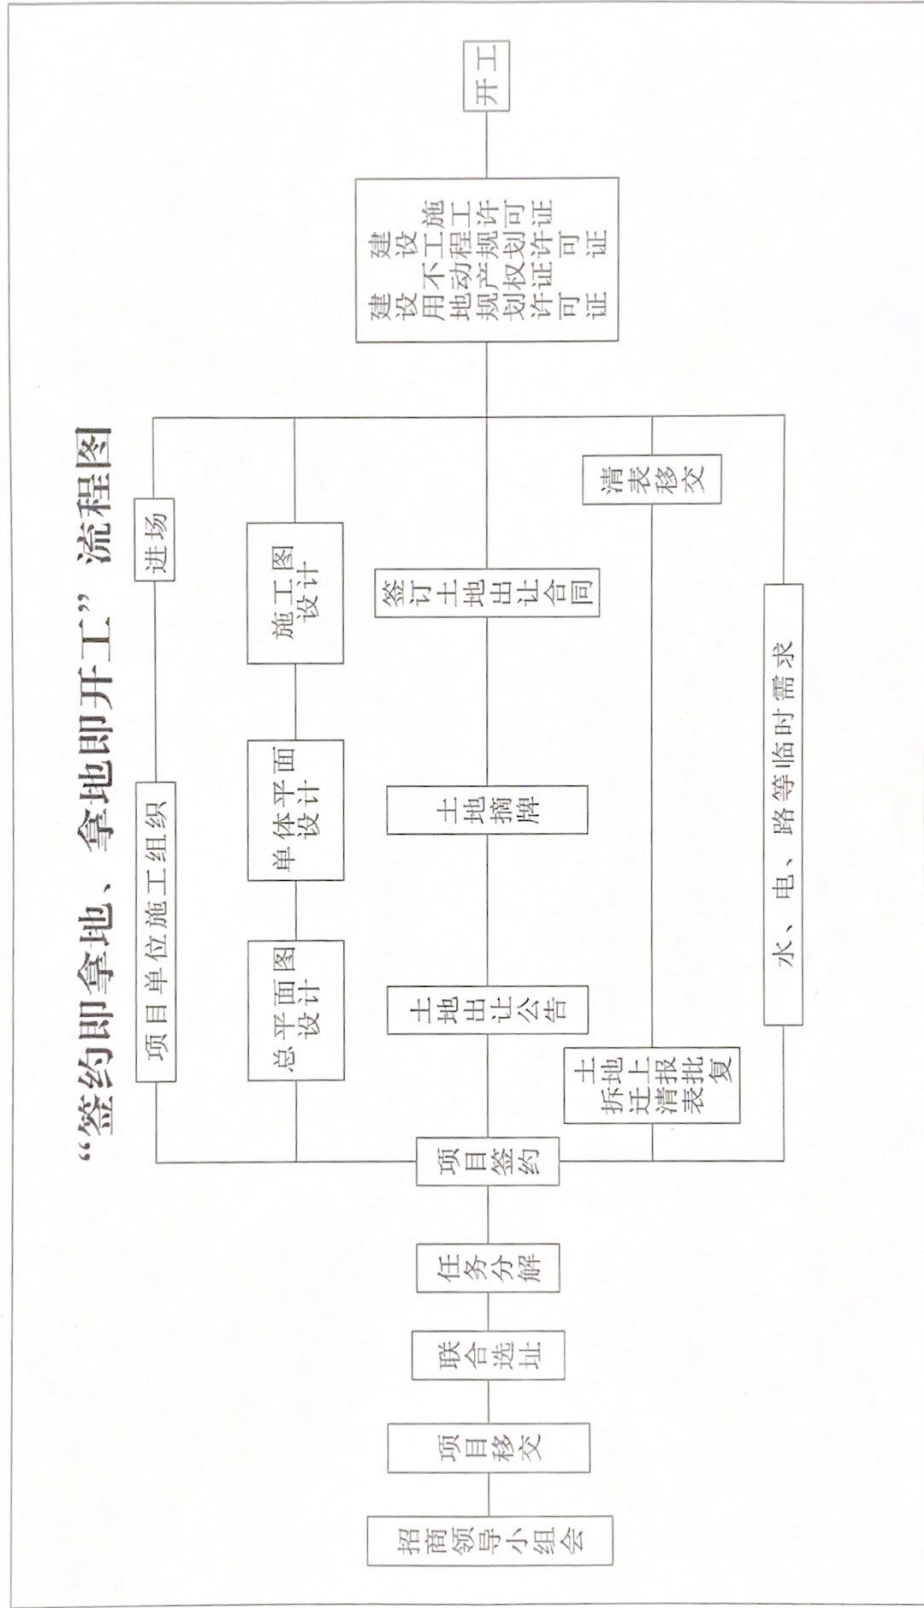 “签约即拿地、拿地即开工”流程图
招商领导小组会
项目移交
联合选址
任务分解
项目签约
项目单位施工组织
进场
总平面图
设计
单体平面
设计
施工图
设计
土地出让公告
土地摘牌
签订土地出让合同
土地上报批复
拆迁清表
清表移交
水、电、路等临时需求
建设用地规划许可证
不动产权证
建设工程规划许可证
施工许可证
开工